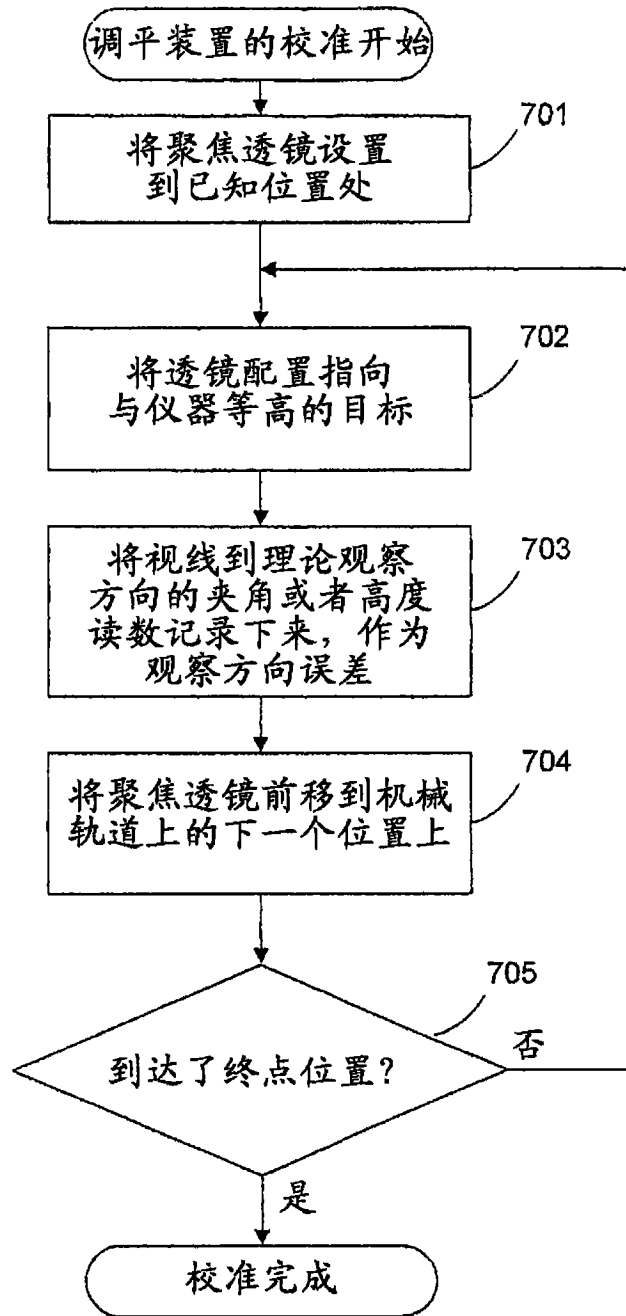 调平装置的校准开始
701
将聚焦透镜设置
到已知位置处
702
将透镜配置指向
与仪器等高的目标
703
将视线到理论观察
方向的夹角或者高度
读数记录下来，作为
观察方向误差
704
将聚焦透镜前移到机械
轨道上的下一个位置上
705
到达了终点位置?
否
是
校准完成